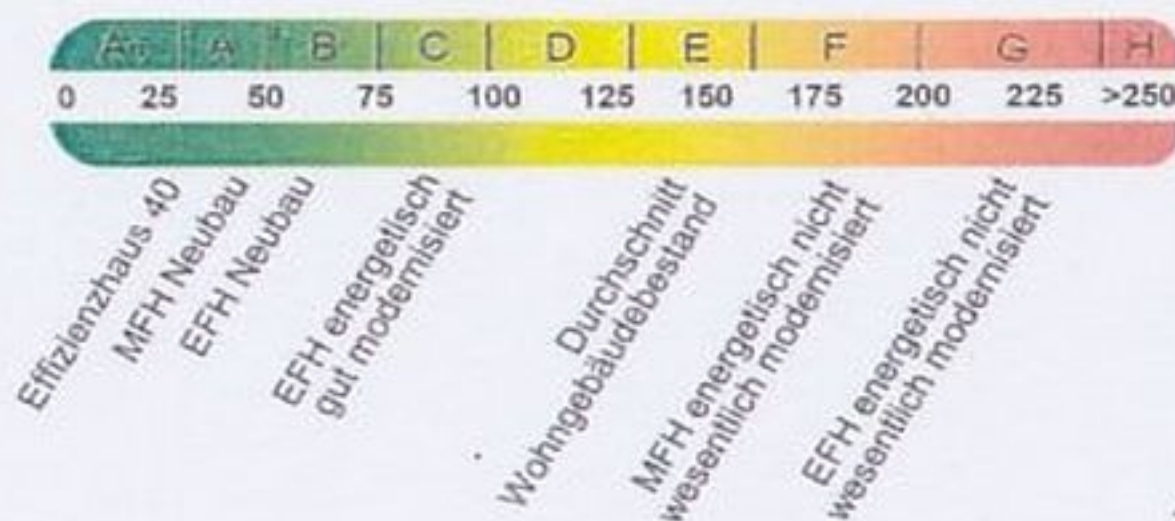 A+ A B C D E F G H
0 25 50 75 100 125 150 175 200 225 >250
Effizienzhaus 40
MFH Neubau
EFH Neubau
EFH energetisch
gut modernisiert
Durchschnitt
Wohngebäudebestand
MFH energetisch nicht
wesentlich modernisiert
EFH energetisch nicht
wesentlich modernisiert